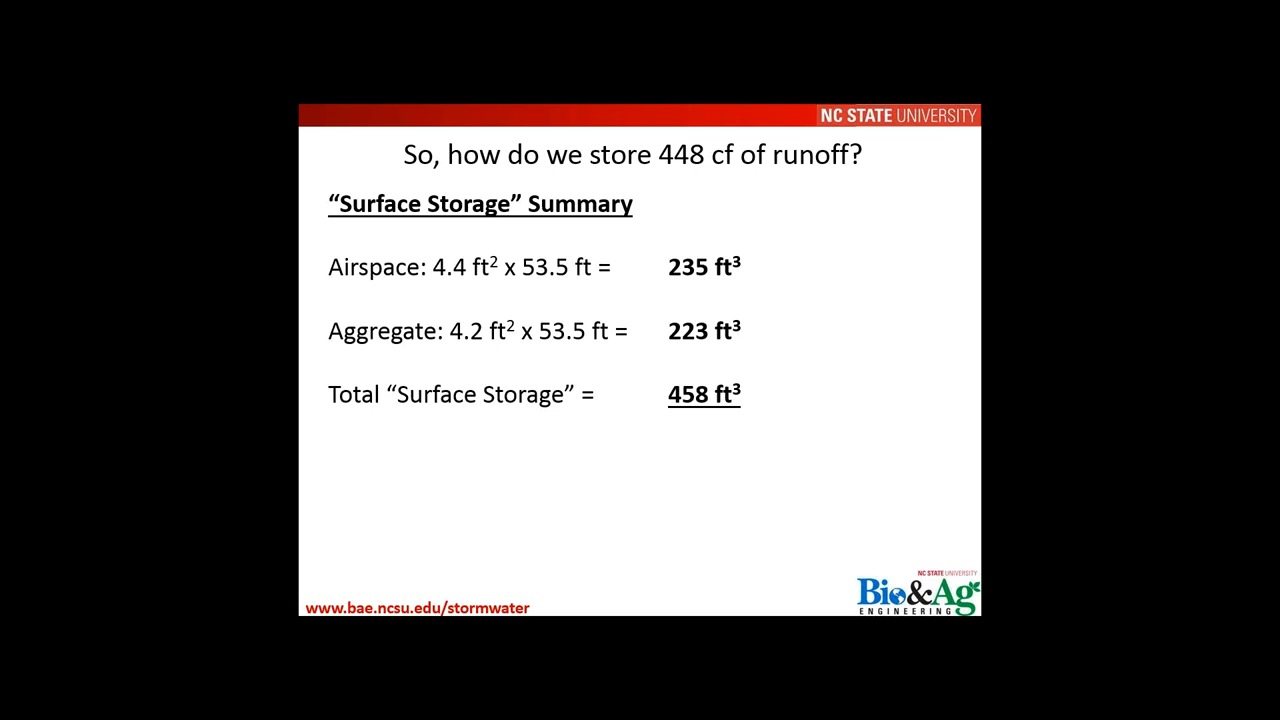 NC STATE UNIVERSITY
So, how do we store 448 cf of runoff?
“Surface Storage” Summary
Airspace: 4.4 ft² x 53.5 ft = 235 ft³
Aggregate: 4.2 ft² x 53.5 ft = 223 ft³
Total “Surface Storage” = 458 ft³
NC STATE UNIVERSITY
Bio&Ag
ENGINEERING
www.bae.ncsu.edu/stormwater